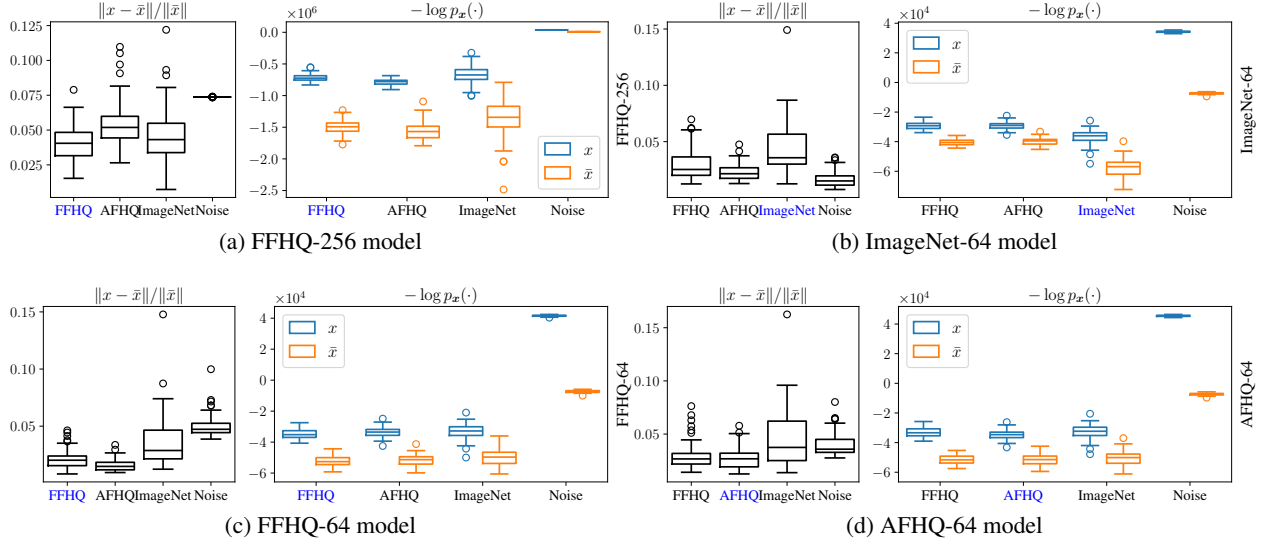 ‖x − x̄‖/‖x̄‖
− log pₓ(·)
×10⁶
0.125
0.100
0.075
0.050
0.025
0.0
−0.5
−1.0
−1.5
−2.0
−2.5
x
x̄
FFHQ AFHQ ImageNet Noise
FFHQ AFHQ ImageNet Noise
FFHQ-256
(a) FFHQ-256 model
‖x − x̄‖/‖x̄‖
− log pₓ(·)
×10⁴
0.15
0.10
0.05
4
2
0
−2
−4
−6
x
x̄
FFHQ AFHQ ImageNet Noise
FFHQ AFHQ ImageNet Noise
ImageNet-64
(b) ImageNet-64 model
‖x − x̄‖/‖x̄‖
− log pₓ(·)
×10⁴
0.15
0.10
0.05
4
2
0
−2
−4
−6
x
x̄
FFHQ AFHQ ImageNet Noise
FFHQ AFHQ ImageNet Noise
FFHQ-64
(c) FFHQ-64 model
‖x − x̄‖/‖x̄‖
− log pₓ(·)
×10⁴
0.15
0.10
0.05
4
2
0
−2
−4
−6
x
x̄
FFHQ AFHQ ImageNet Noise
FFHQ AFHQ ImageNet Noise
AFHQ-64
(d) AFHQ-64 model